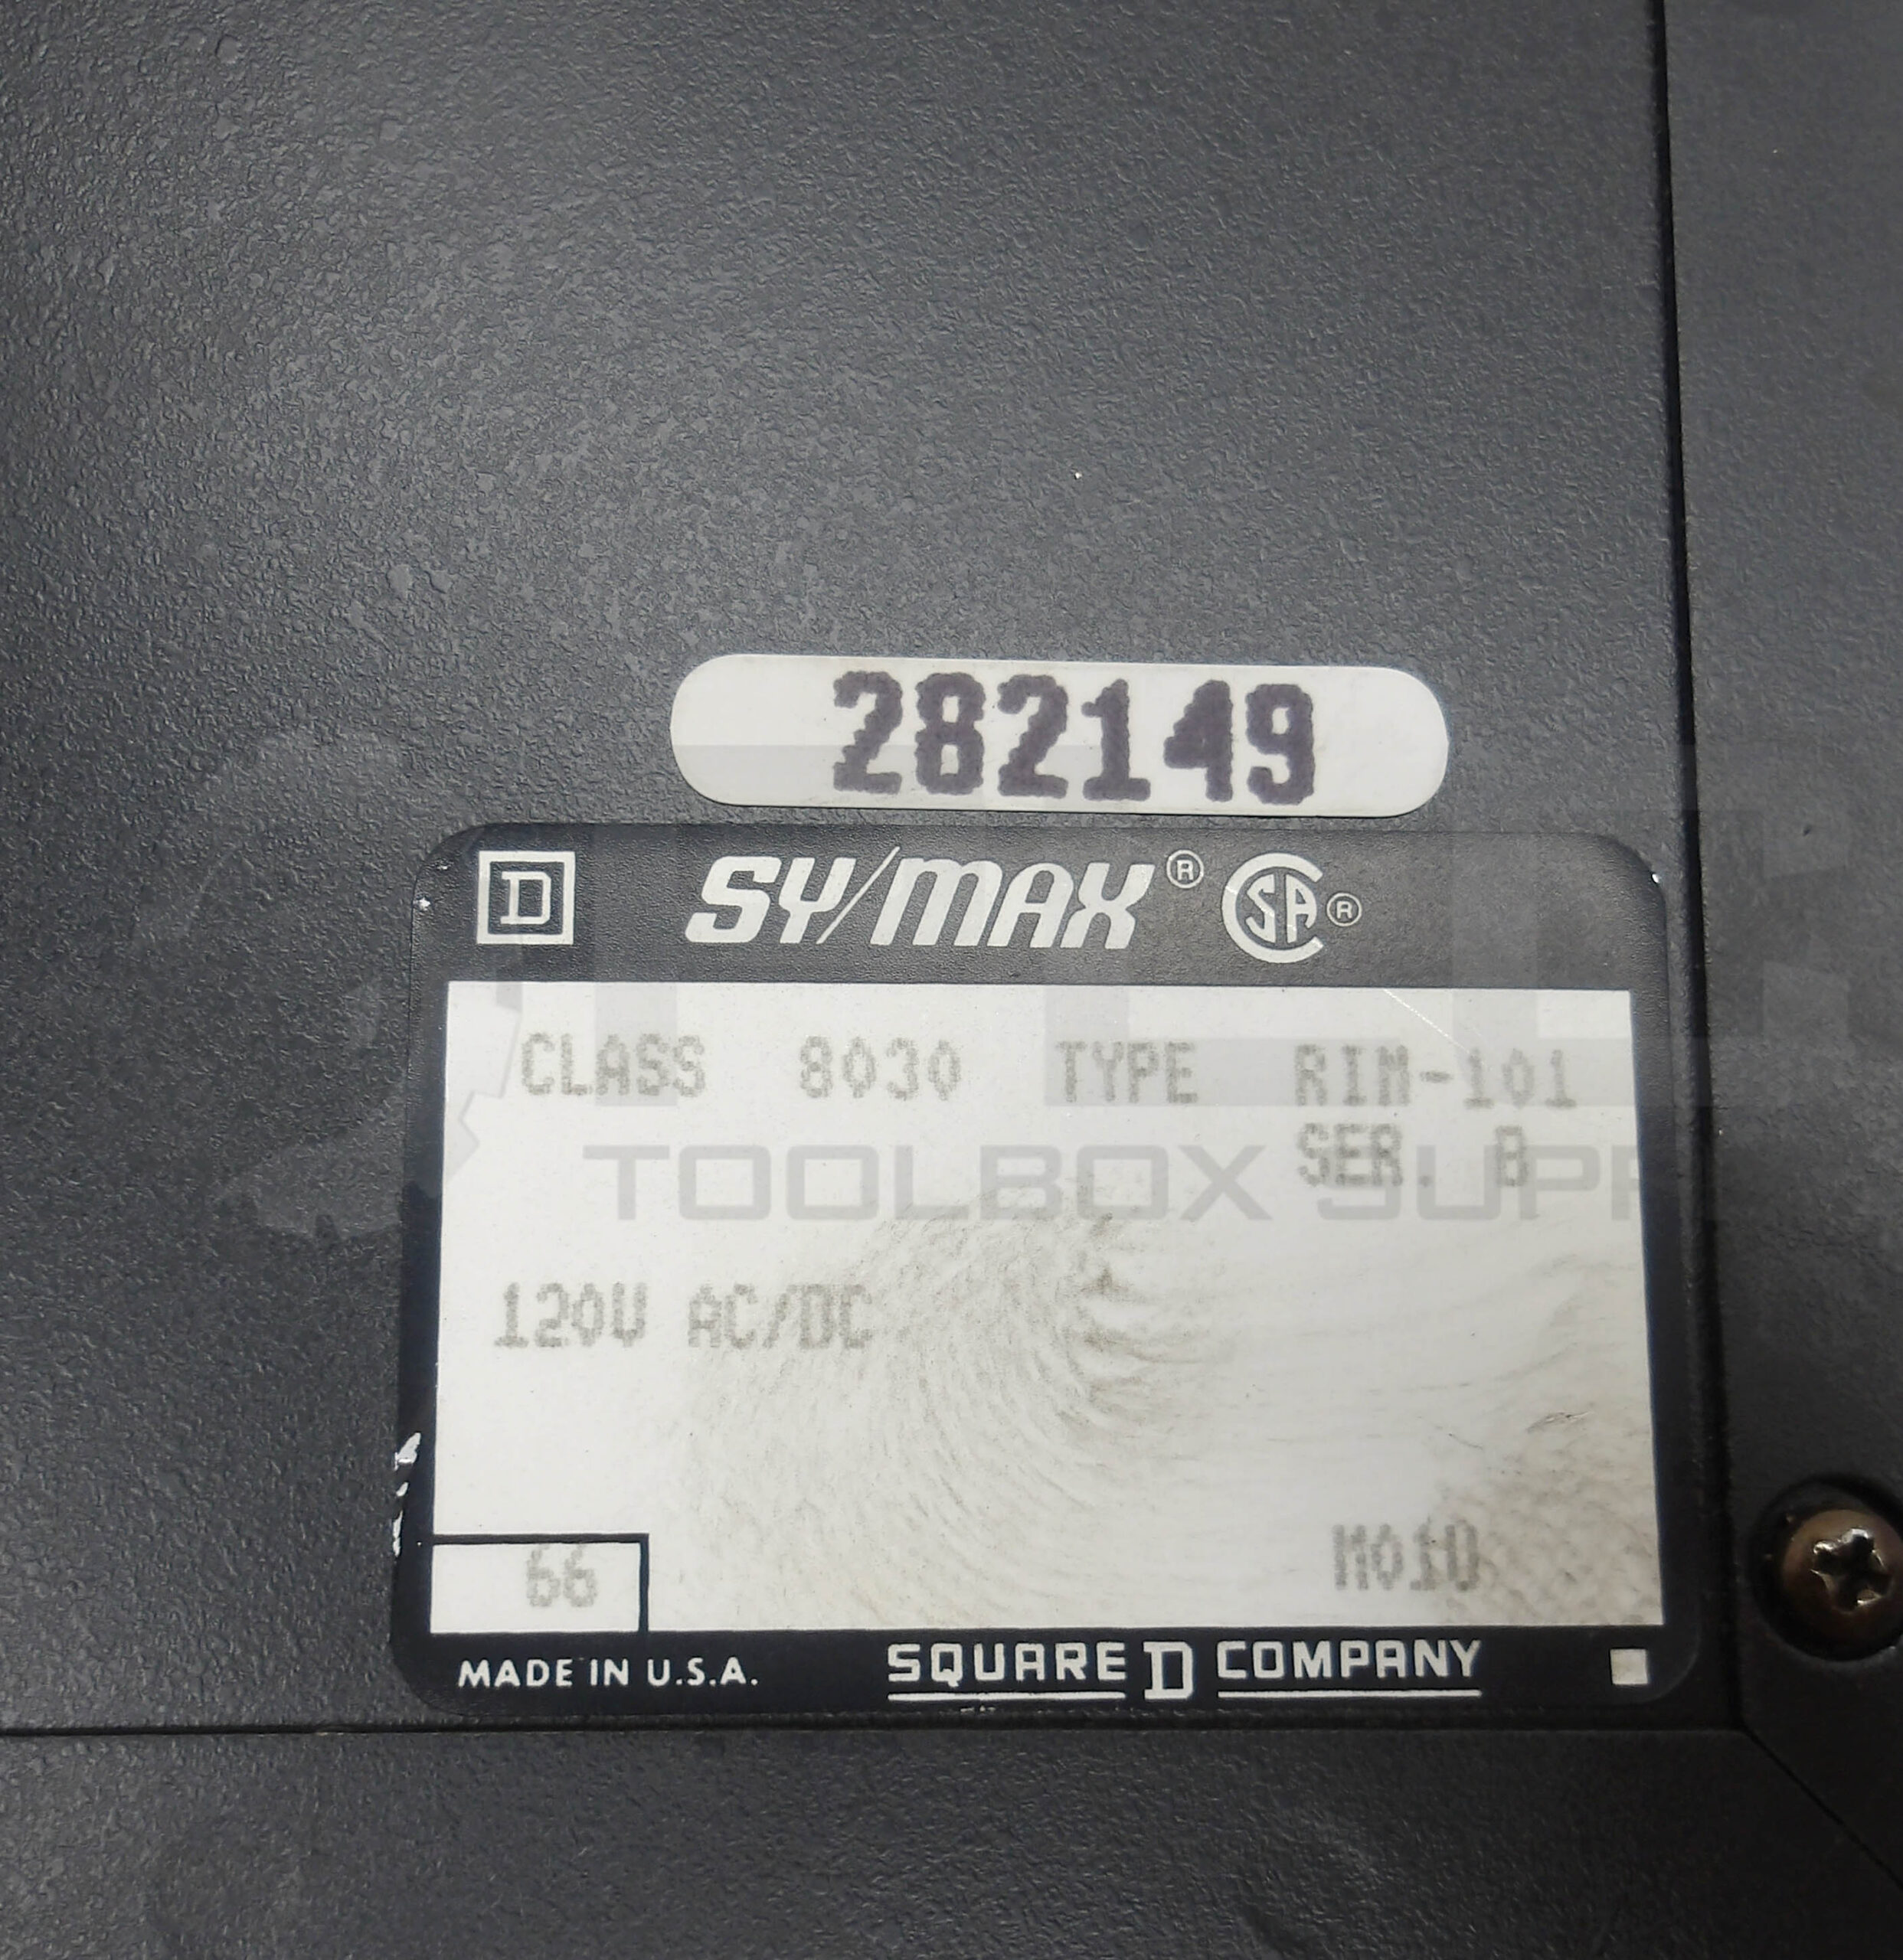 282149
D SY/MAX® CSA®
CLASS 8030 TYPE RIM-101
SER. B
TOOLBOX SUPP
120V AC/DC
66 M010
MADE IN U.S.A. SQUARE D COMPANY